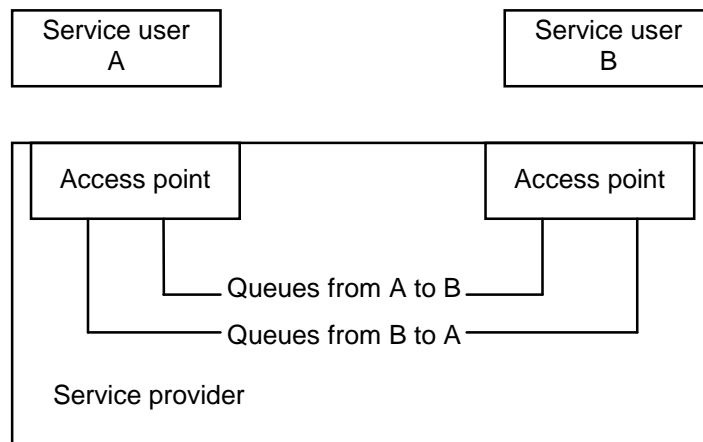 Service user
A
Service user
B
Access point
Access point
Queues from A to B
Queues from B to A
Service provider